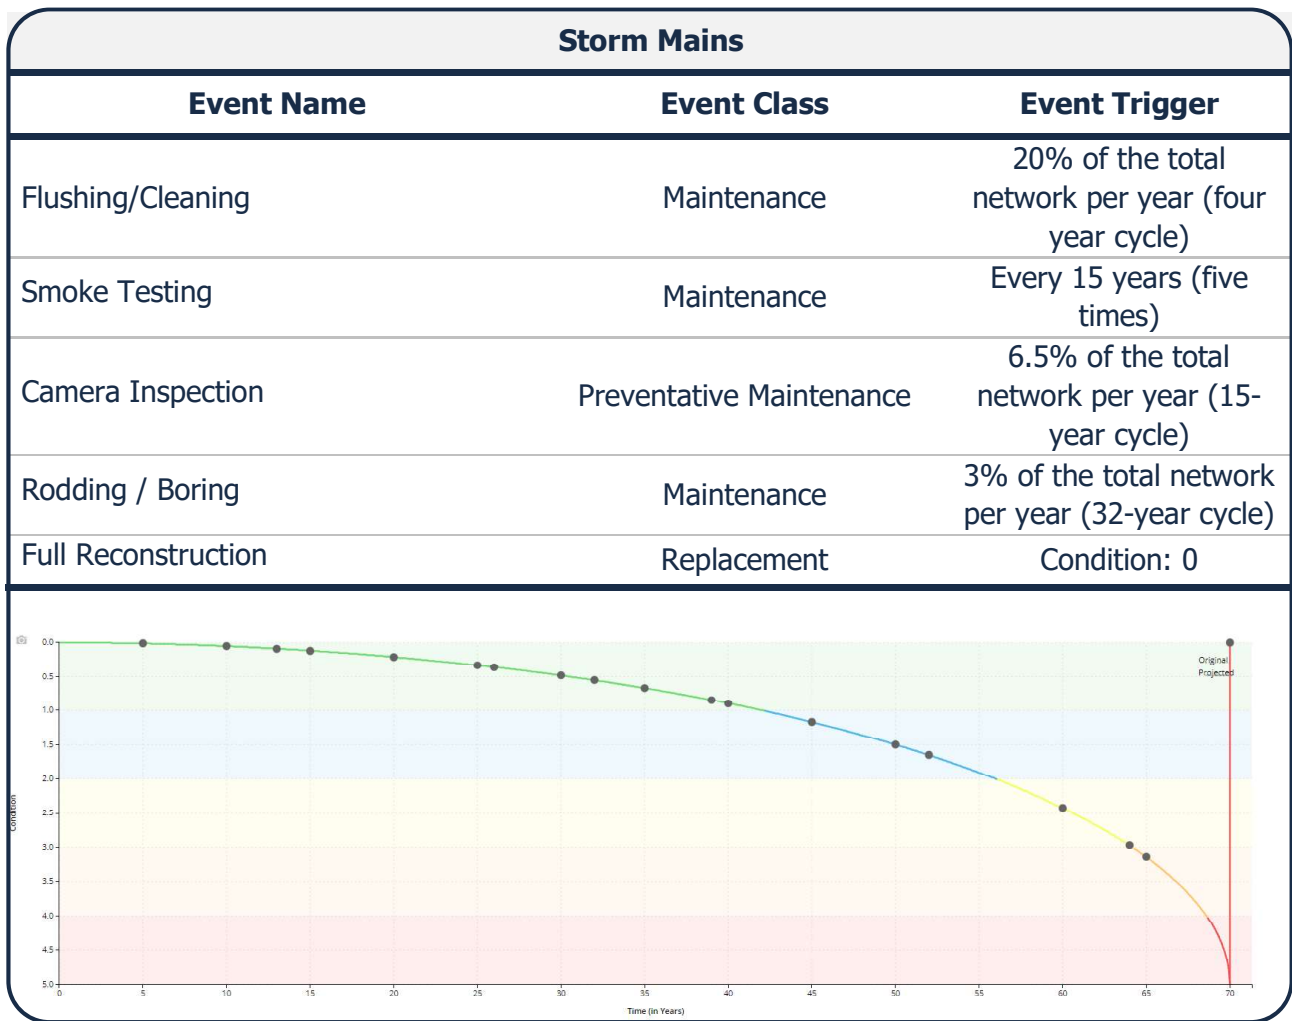 Storm Mains
Event Name Event Class Event Trigger
Flushing/Cleaning Maintenance 20% of the total
network per year (four
year cycle)
Smoke Testing Maintenance Every 15 years (five
times)
Camera Inspection Preventative Maintenance 6.5% of the total
network per year (15-
year cycle)
Rodding / Boring Maintenance 3% of the total network
per year (32-year cycle)
Full Reconstruction Replacement Condition: 0
0.0
Original
Projected
0.5
1.0
1.5
2.0
Condition
2.5
3.0
3.5
4.0
4.5
5.0
0 5 10 15 20 25 30 35 40 45 50 55 60 65 70
Time (in Years)